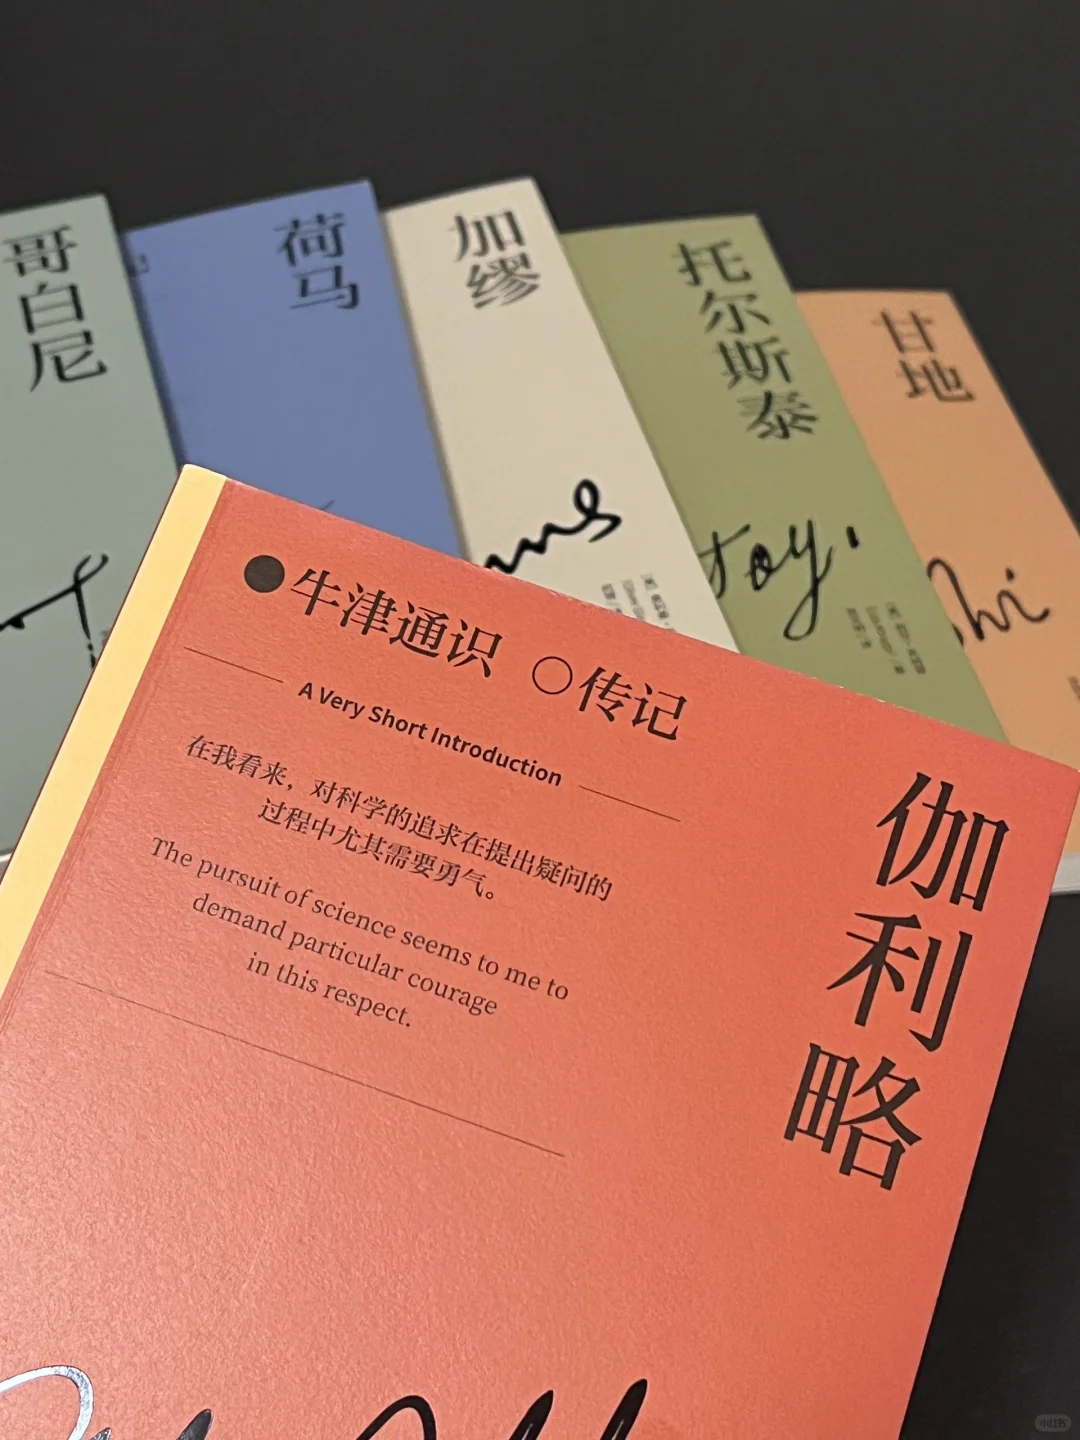 哥白尼
荷马
加缪
托尔斯泰
甘地
牛津通识 传记
A Very Short Introduction
在我看来，对科学的追求在提出疑问的
过程中尤其需要勇气。
The pursuit of science seems to me to
demand particular courage
in this respect.
伽利略